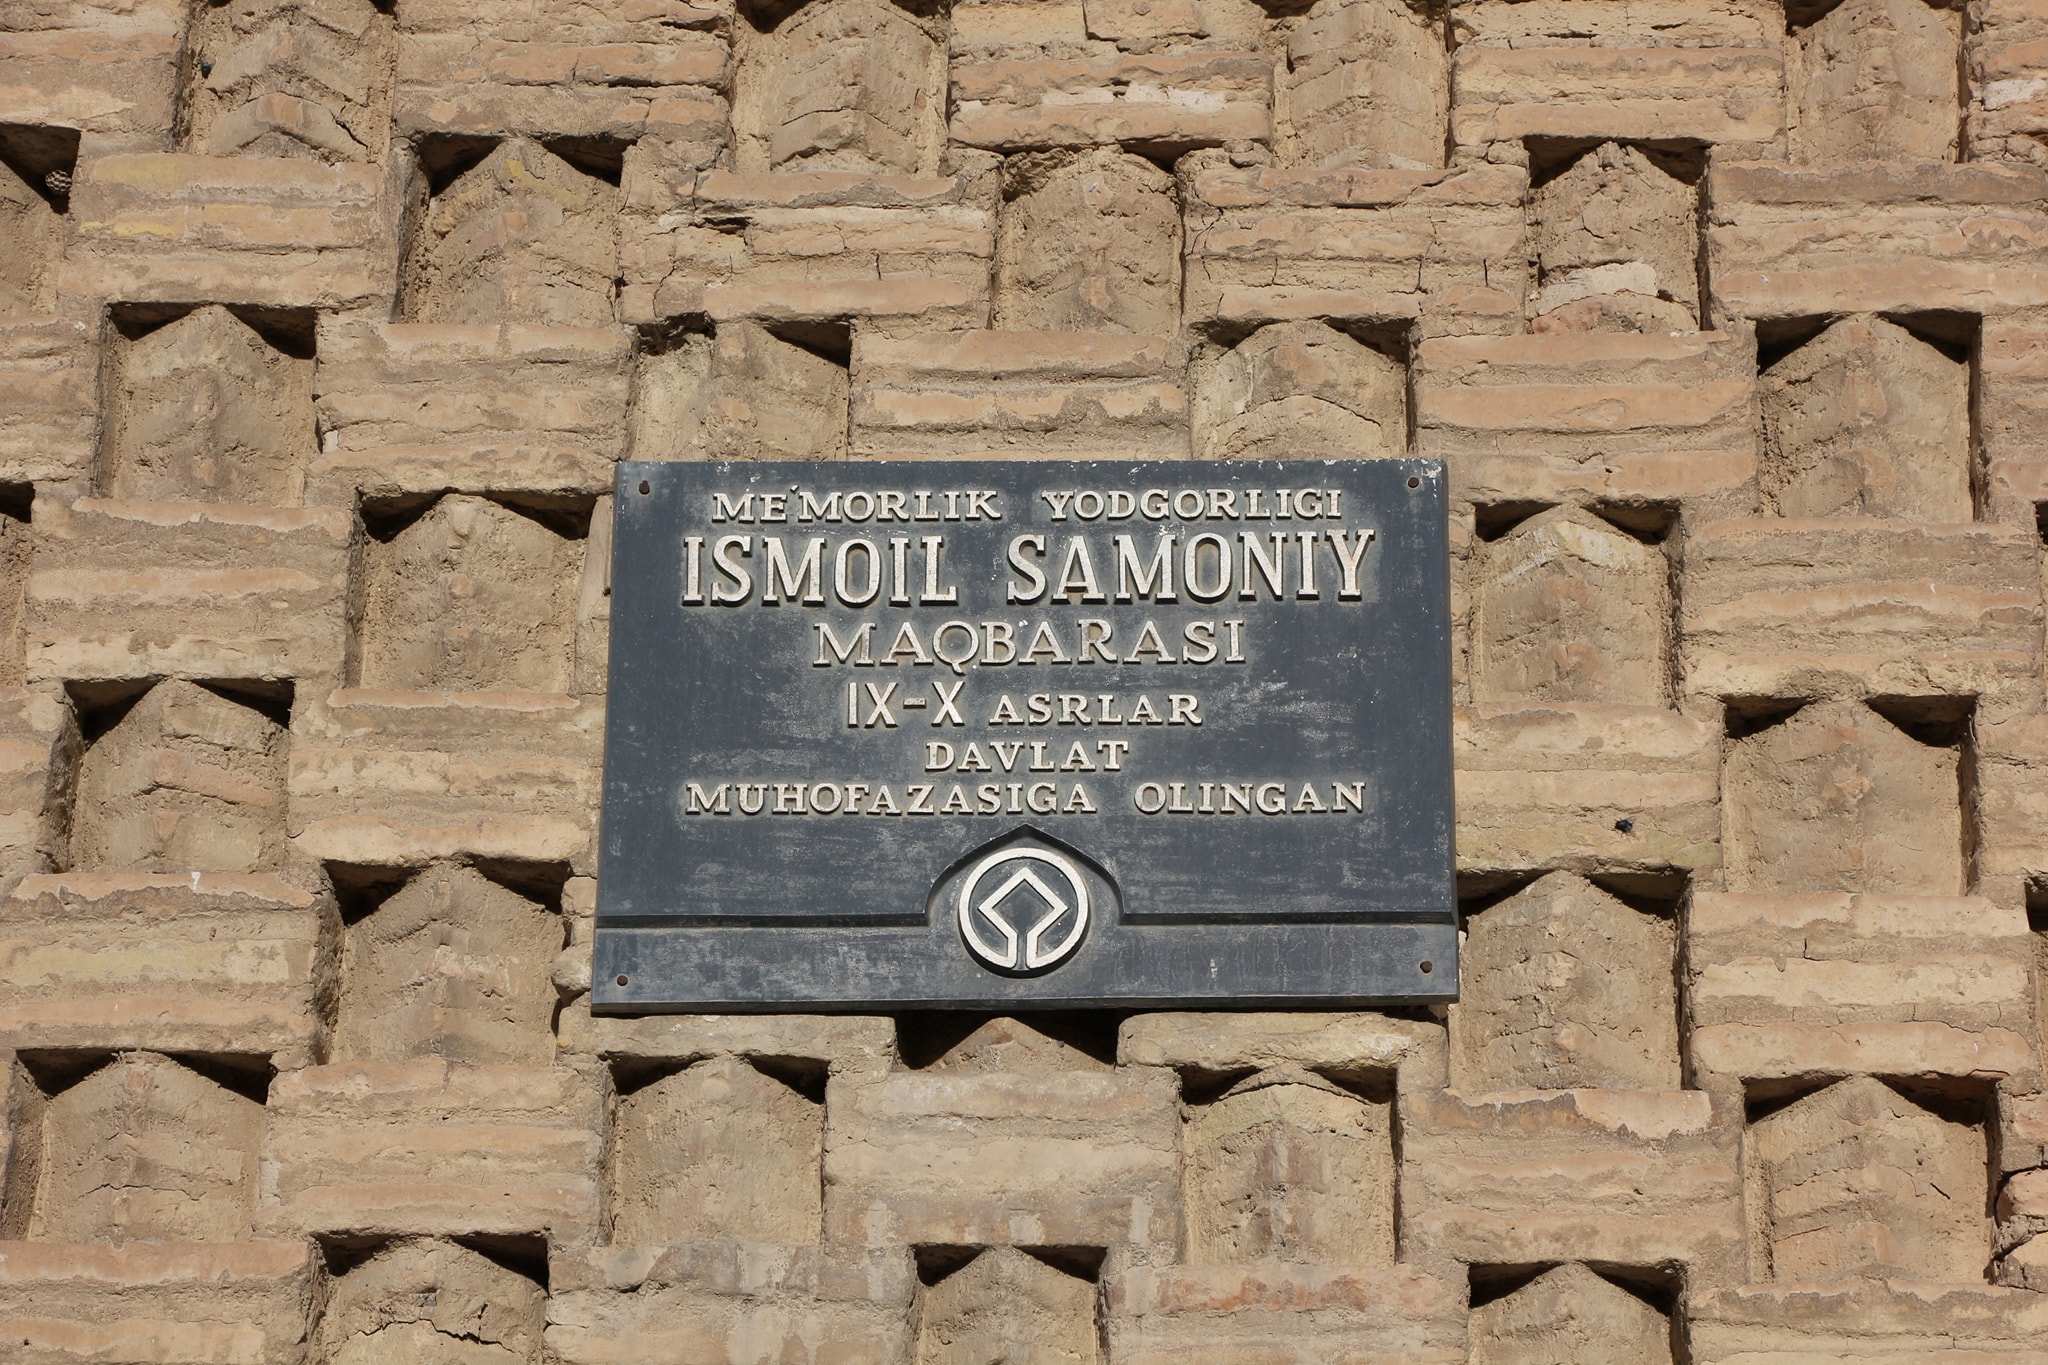 ME'MORLIK YODGORLIGI
ISMOIL SAMONIY
MAQBARASI
IX-X ASRLAR
DAVLAT
MUHOFAZASIGA OLINGAN